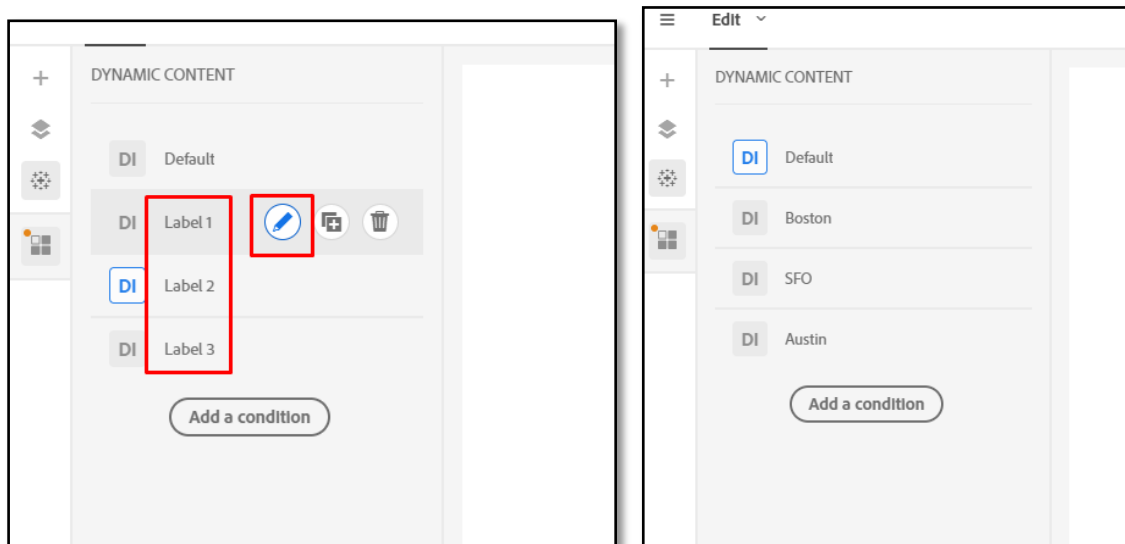 DYNAMIC CONTENT
DI Default
DI Label 1
DI Label 2
DI Label 3
Add a condition
Edit
DYNAMIC CONTENT
DI Default
DI Boston
DI SFO
DI Austin
Add a condition